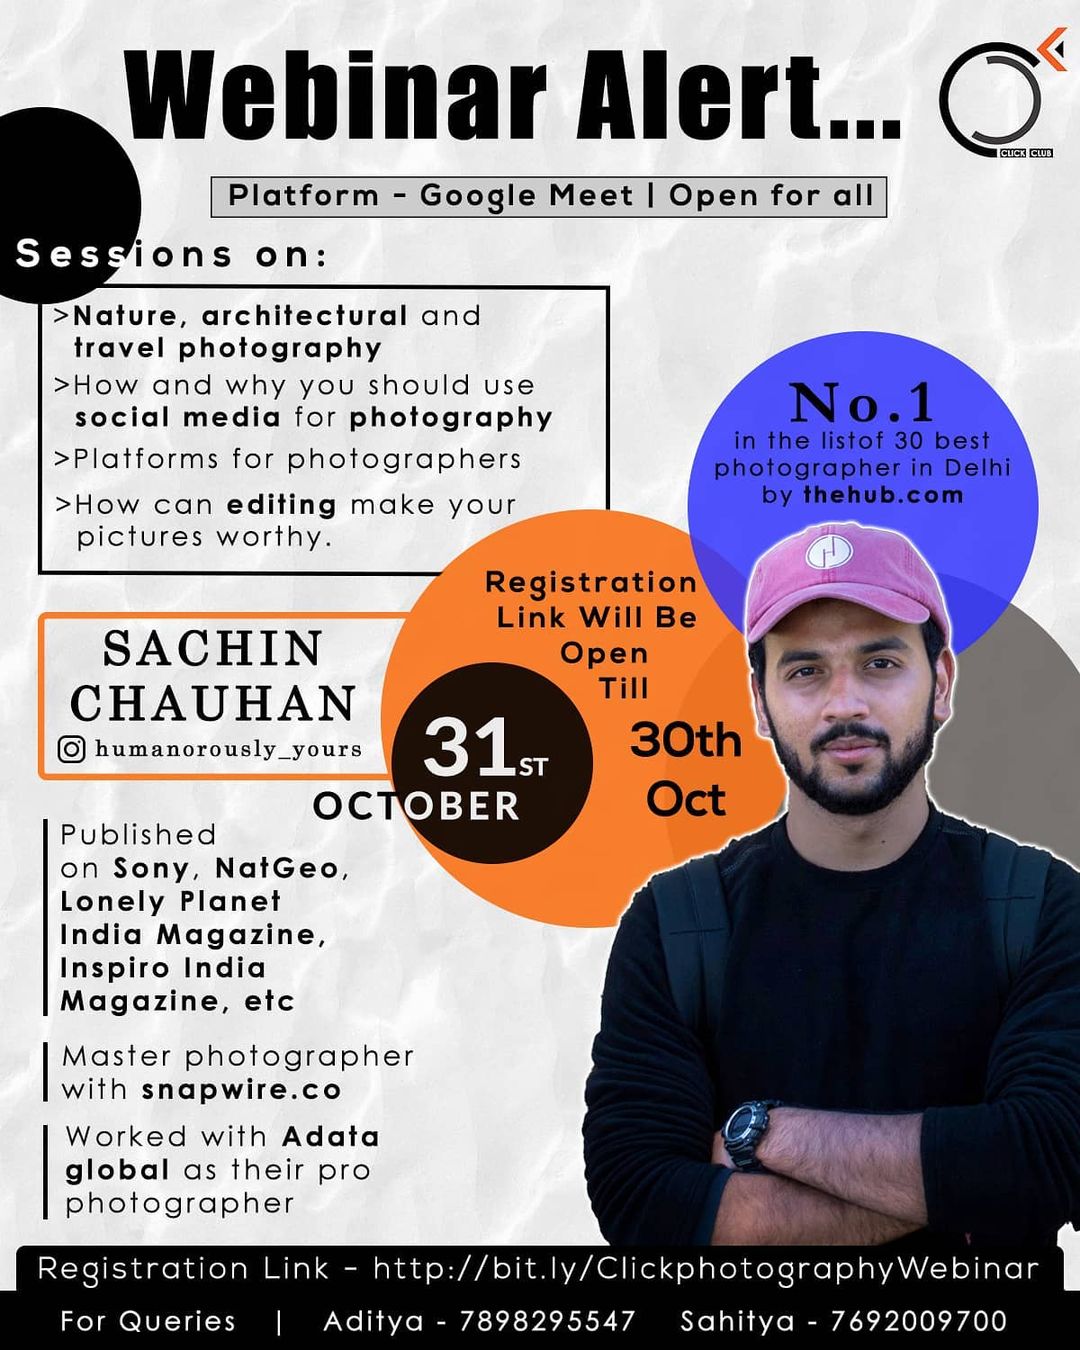 Webinar Alert...
CLICK CLUB
Platform - Google Meet | Open for all
Sessions on:
>Nature, architectural and
travel photography
>How and why you should use
social media for photography
>Platforms for photographers
>How can editing make your
pictures worthy.
No.1
in the listof 30 best
photographer in Delhi
by thehub.com
Registration
Link Will Be
Open
Till
30th
Oct
SACHIN
CHAUHAN
humanorously_yours
31ST
OCTOBER
Published
on Sony, NatGeo,
Lonely Planet
India Magazine,
Inspiro India
Magazine, etc
Master photographer
with snapwire.co
Worked with Adata
global as their pro
photographer
Registration Link - http://bit.ly/ClickphotographyWebinar
For Queries | Aditya - 7898295547 Sahitya - 7692009700